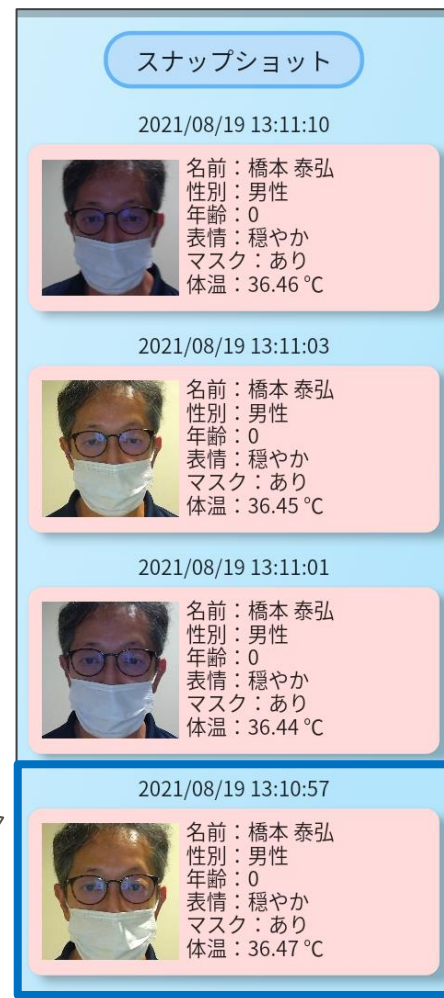 スナップショット
2021/08/19 13:11:10
名前：橋本 泰弘
性別：男性
年齢：0
表情：穏やか
マスク：あり
体温：36.46 ℃
2021/08/19 13:11:03
名前：橋本 泰弘
性別：男性
年齢：0
表情：穏やか
マスク：あり
体温：36.45 ℃
2021/08/19 13:11:01
名前：橋本 泰弘
性別：男性
年齢：0
表情：穏やか
マスク：あり
体温：36.44 ℃
2021/08/19 13:10:57
名前：橋本 泰弘
性別：男性
年齢：0
表情：穏やか
マスク：あり
体温：36.47 ℃